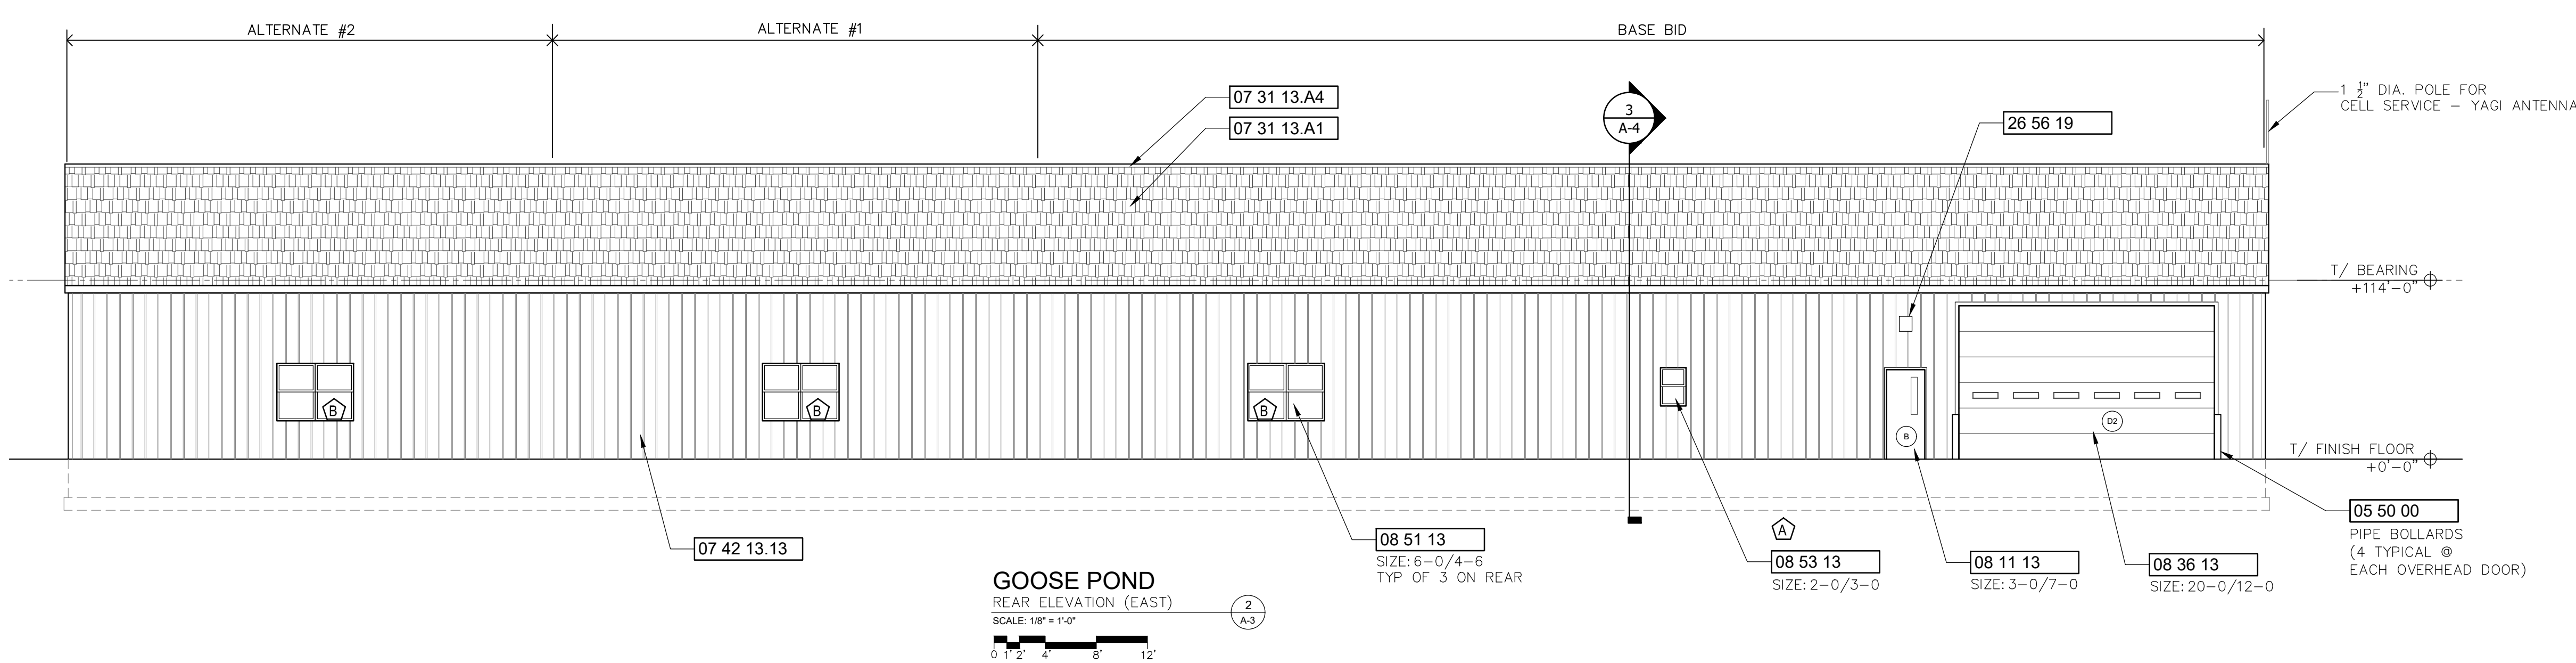 ALTERNATE #2
ALTERNATE #1
BASE BID
07 31 13.A4
07 31 13.A1
3
A-4
26 56 19
1 ½" DIA. POLE FOR
CELL SERVICE – YAGI ANTENNA
T/ BEARING
+114'-0"
B
B
B
B
D2
T/ FINISH FLOOR
+0'-0"
07 42 13.13
08 51 13
SIZE: 6-0/4-6
TYP OF 3 ON REAR
A
08 53 13
SIZE: 2-0/3-0
08 11 13
SIZE: 3-0/7-0
08 36 13
SIZE: 20-0/12-0
05 50 00
PIPE BOLLARDS
(4 TYPICAL @
EACH OVERHEAD DOOR)
GOOSE POND
REAR ELEVATION (EAST)
2
A-3
SCALE: 1/8" = 1'-0"
0 1' 2' 4' 8' 12'